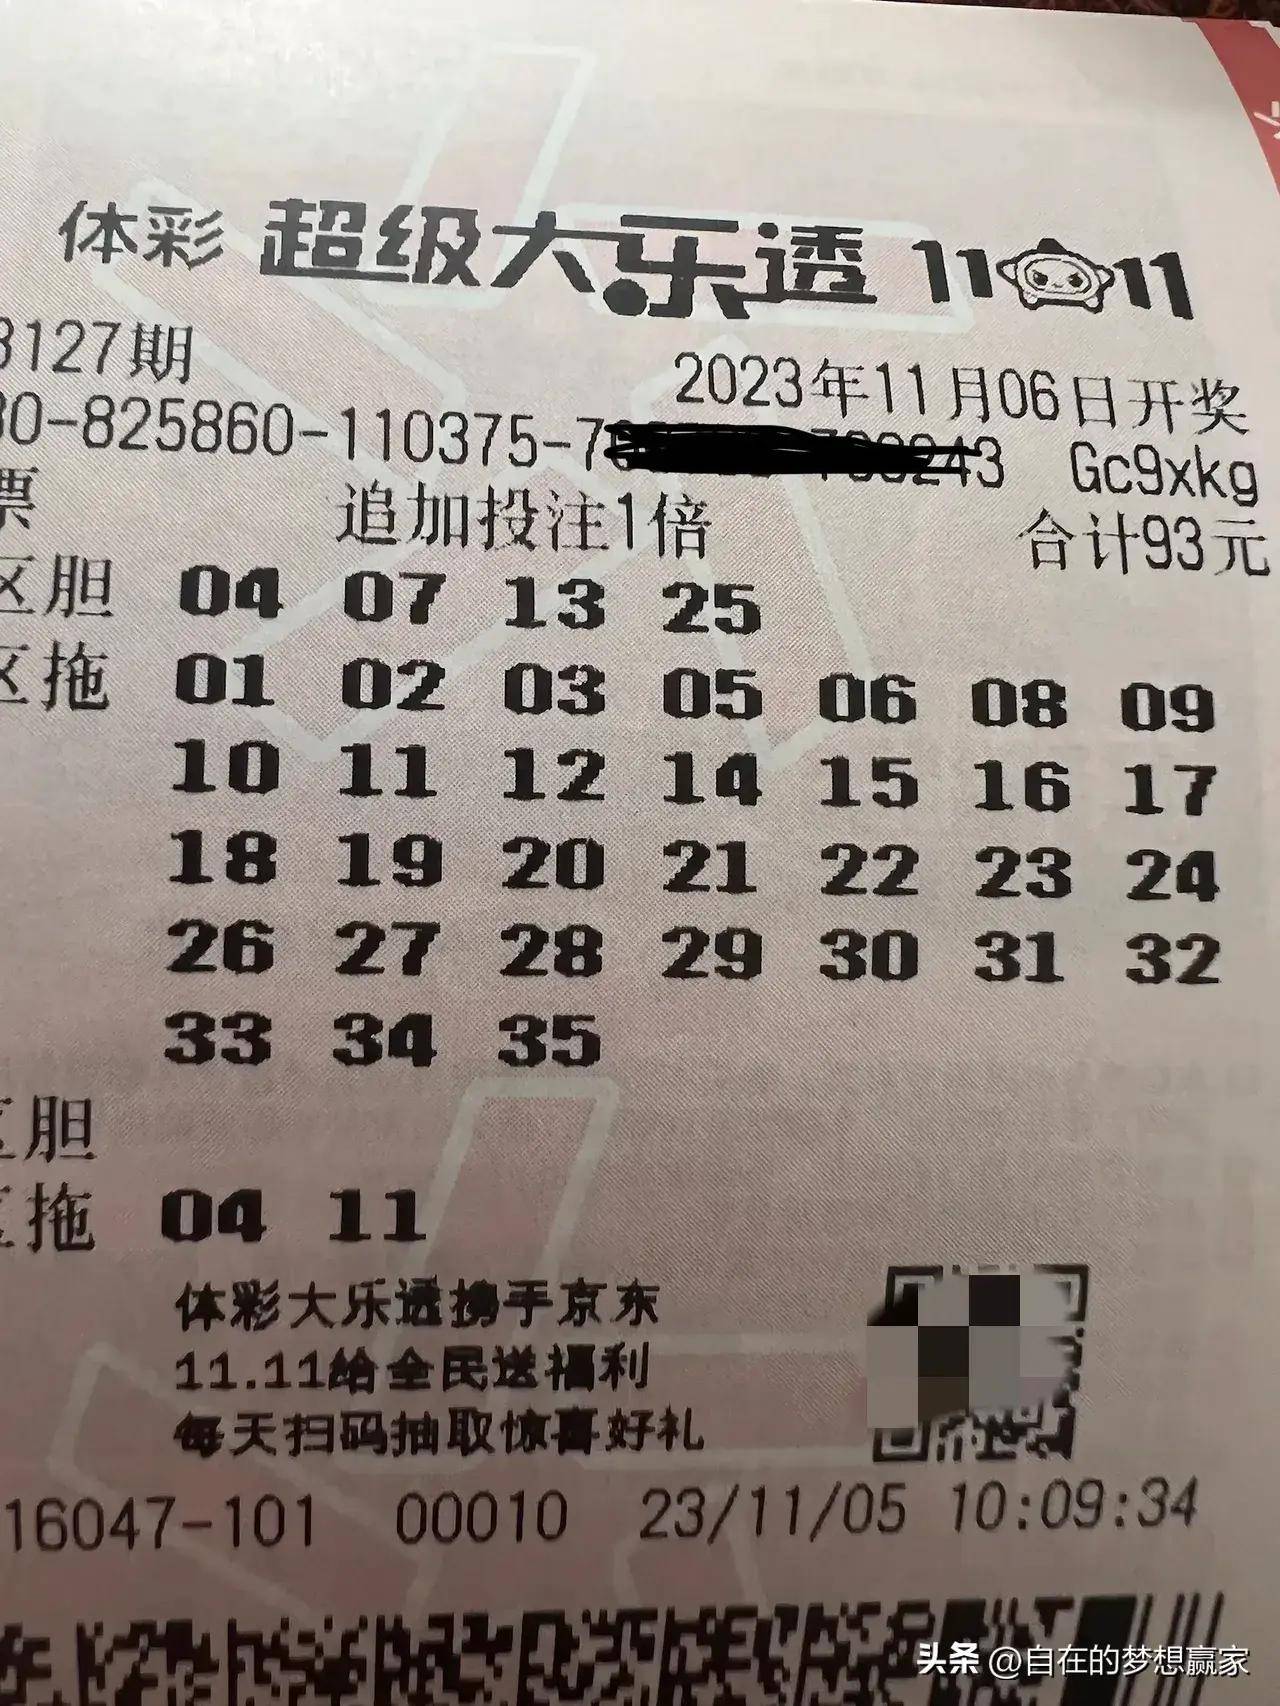 体彩 超级大乐透 11 11
3127期
2023年11月06日开奖
80-825860-110375-7 243 Gc9xkg
票 追加投注1倍 合计93元
区胆 04 07 13 25
区拖 01 02 03 05 06 08 09
10 11 12 14 15 16 17
18 19 20 21 22 23 24
26 27 28 29 30 31 32
33 34 35
区胆
区拖 04 11
体彩大乐透携手京东
11.11给全民送福利
每天扫码抽取惊喜好礼
16047-101 00010 23/11/05 10:09:34
头条 @自在的梦想赢家